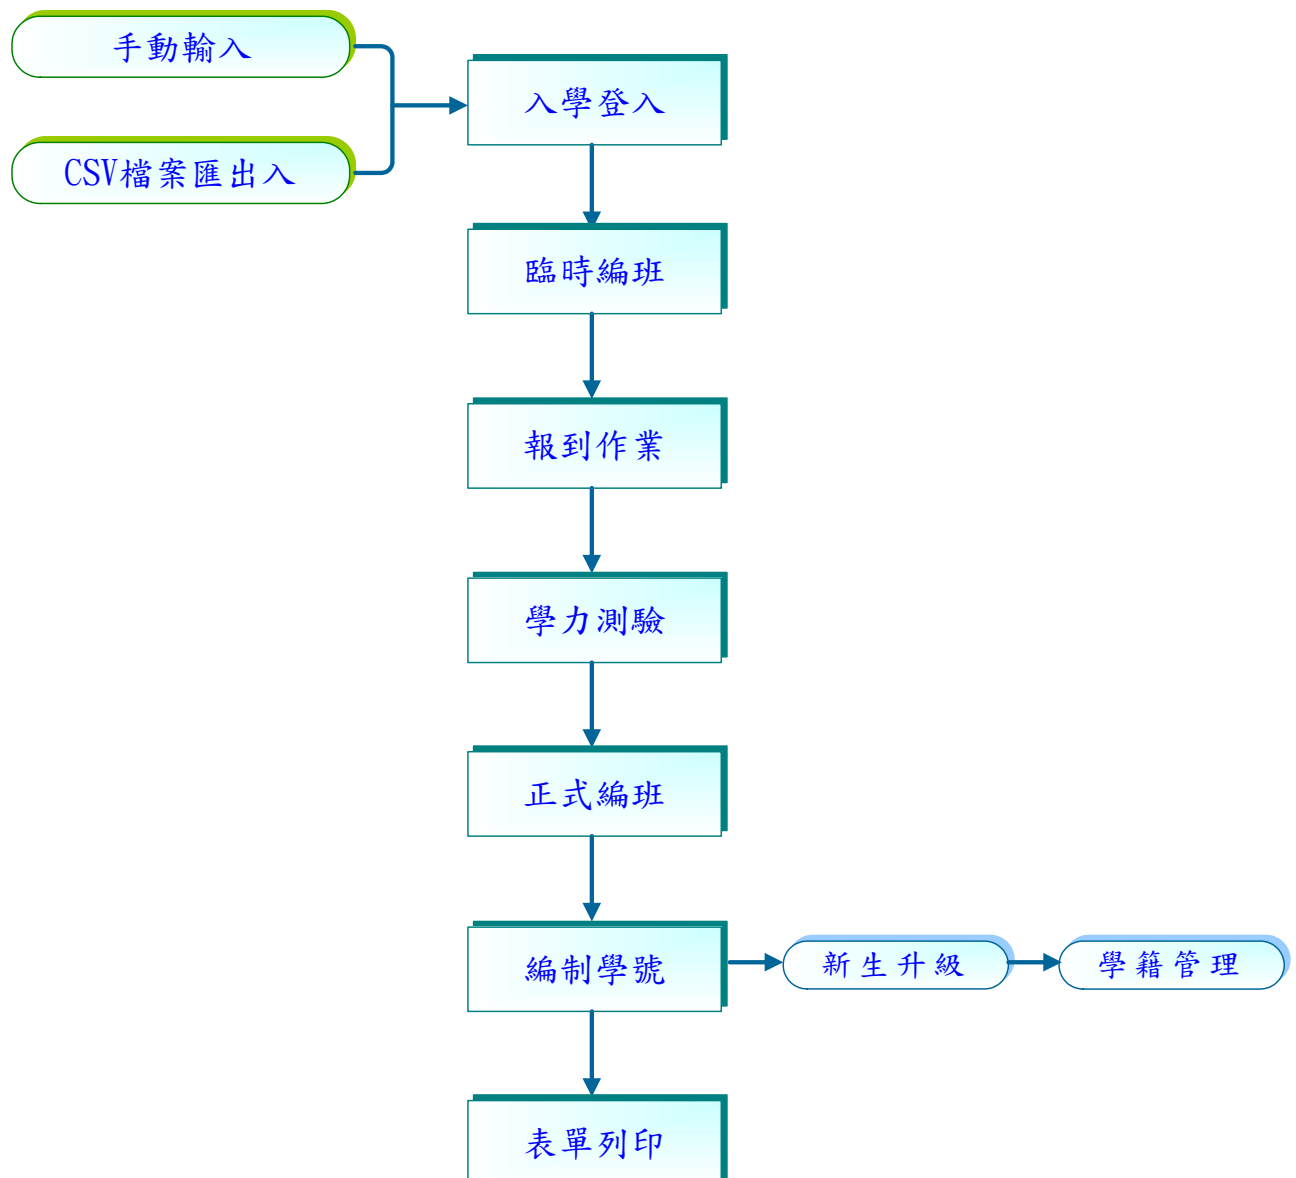 手動輸入
CSV檔案匯出入
入學登入
臨時編班
報到作業
學力測驗
正式編班
編制學號
新生升級
學籍管理
表單列印